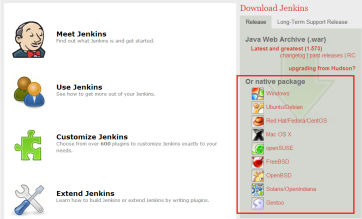 Meet Jenkins
Find out what Jenkins is and get started.
Use Jenkins
See how to get more out of your Jenkins.
Customize Jenkins
Choose from over 600 plugins to customize Jenkins exactly to your
needs.
Extend Jenkins
Learn how to build Jenkins or extend Jenkins by writing plugins.
Download Jenkins
Release
Long-Term Support Release
Java Web Archive (.war)
Latest and greatest (1.573)
changelog | past releases | RC
upgrading from Hudson?
Or native package
Windows
Ubuntu/Debian
Red Hat/Fedora/CentOS
Mac OS X
openSUSE
FreeBSD
OpenBSD
Solaris/OpenIndiana
Gentoo